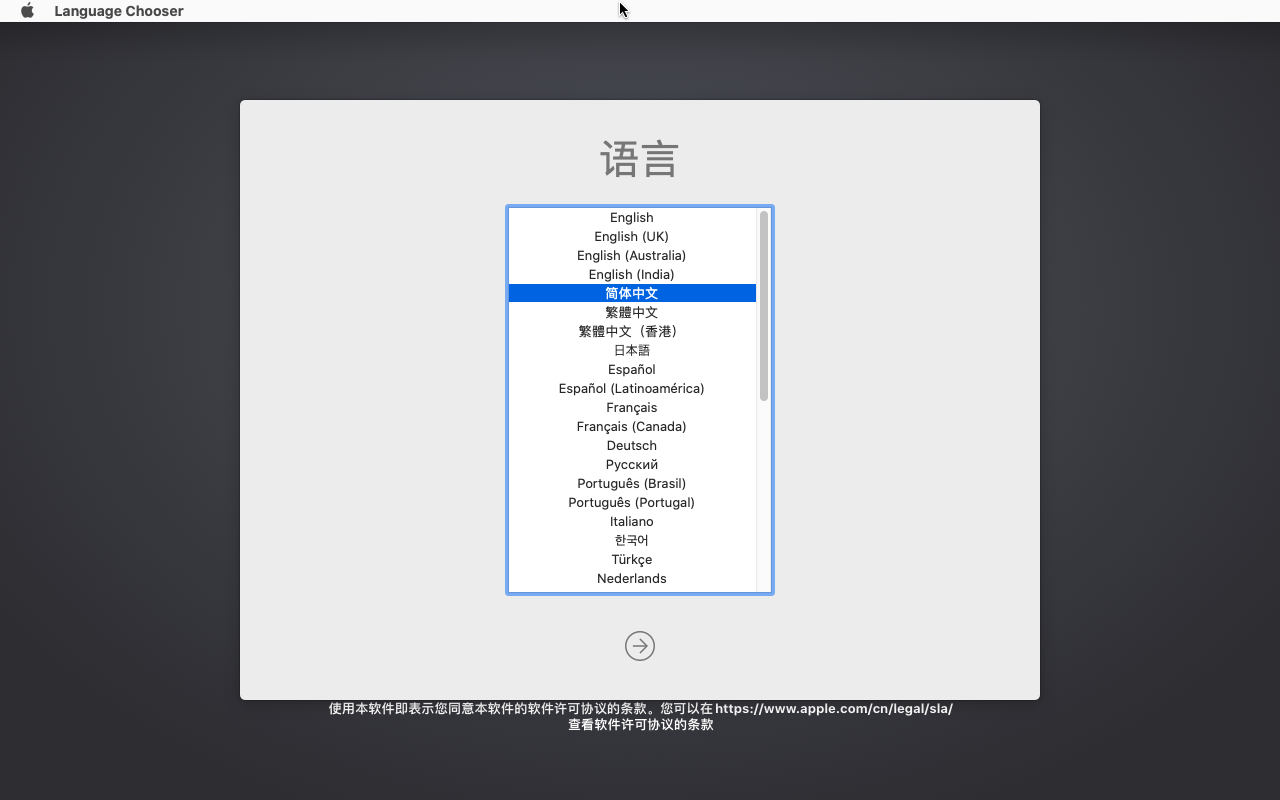 Language Chooser
语言
English
English (UK)
English (Australia)
English (India)
简体中文
繁體中文
繁體中文（香港）
日本語
Español
Español (Latinoamérica)
Français
Français (Canada)
Deutsch
Русский
Português (Brasil)
Português (Portugal)
Italiano
한국어
Türkçe
Nederlands
使用本软件即表示您同意本软件的软件许可协议的条款。您可以在 https://www.apple.com/cn/legal/sla/
查看软件许可协议的条款